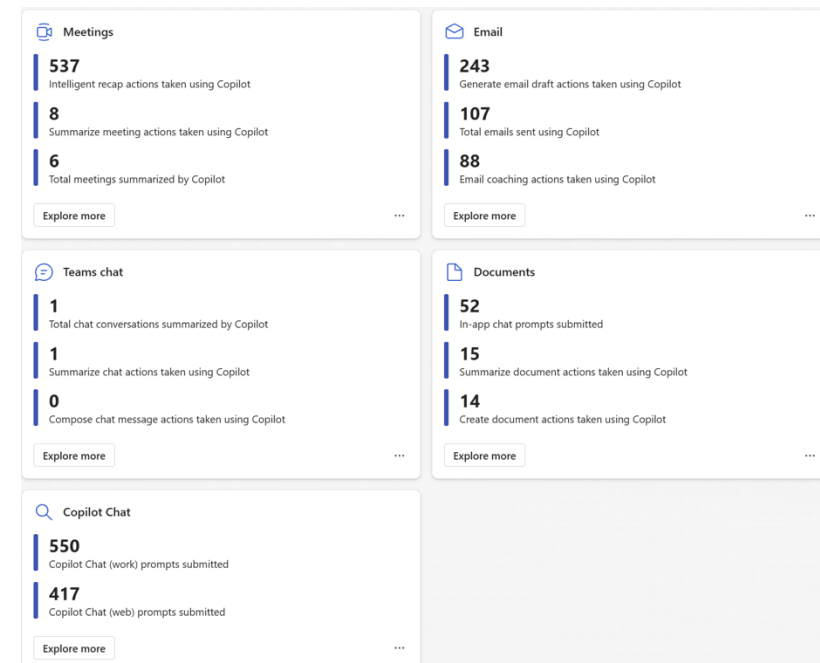 Meetings
537
Intelligent recap actions taken using Copilot
8
Summarize meeting actions taken using Copilot
6
Total meetings summarized by Copilot
Explore more
...
Email
243
Generate email draft actions taken using Copilot
107
Total emails sent using Copilot
88
Email coaching actions taken using Copilot
Explore more
...
Teams chat
1
Total chat conversations summarized by Copilot
1
Summarize chat actions taken using Copilot
0
Compose chat message actions taken using Copilot
Explore more
...
Documents
52
In-app chat prompts submitted
15
Summarize document actions taken using Copilot
14
Create document actions taken using Copilot
Explore more
...
Copilot Chat
550
Copilot Chat (work) prompts submitted
417
Copilot Chat (web) prompts submitted
Explore more
...